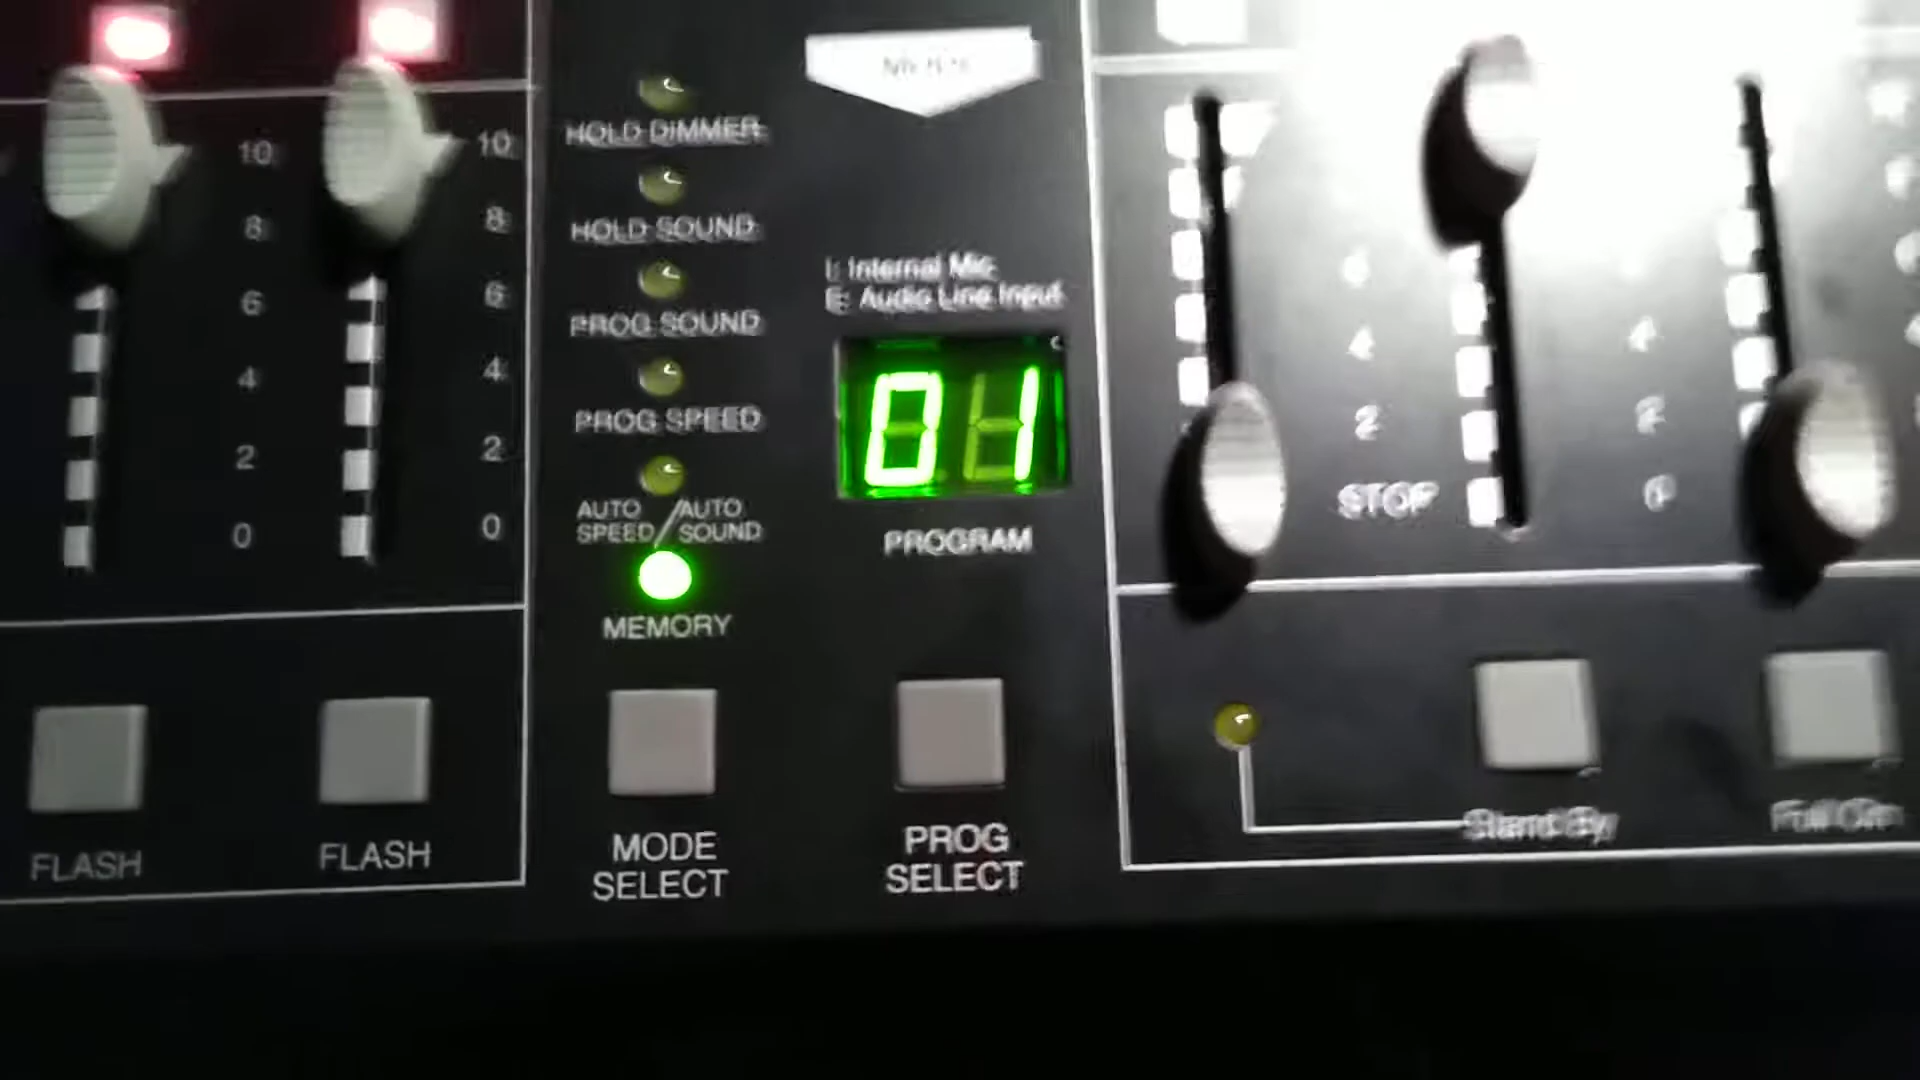 10
8
6
4
2
0
FLASH
10
8
6
4
2
0
FLASH
HOLD DIMMER
HOLD SOUND
PROG SOUND
PROG SPEED
AUTO SPEED / AUTO SOUND
MEMORY
MODE
SELECT
I: Internal Mic
E: Audio Line Input
01
PROGRAM
PROG
SELECT
6
4
2
STOP
4
2
0
Stand By
Full On